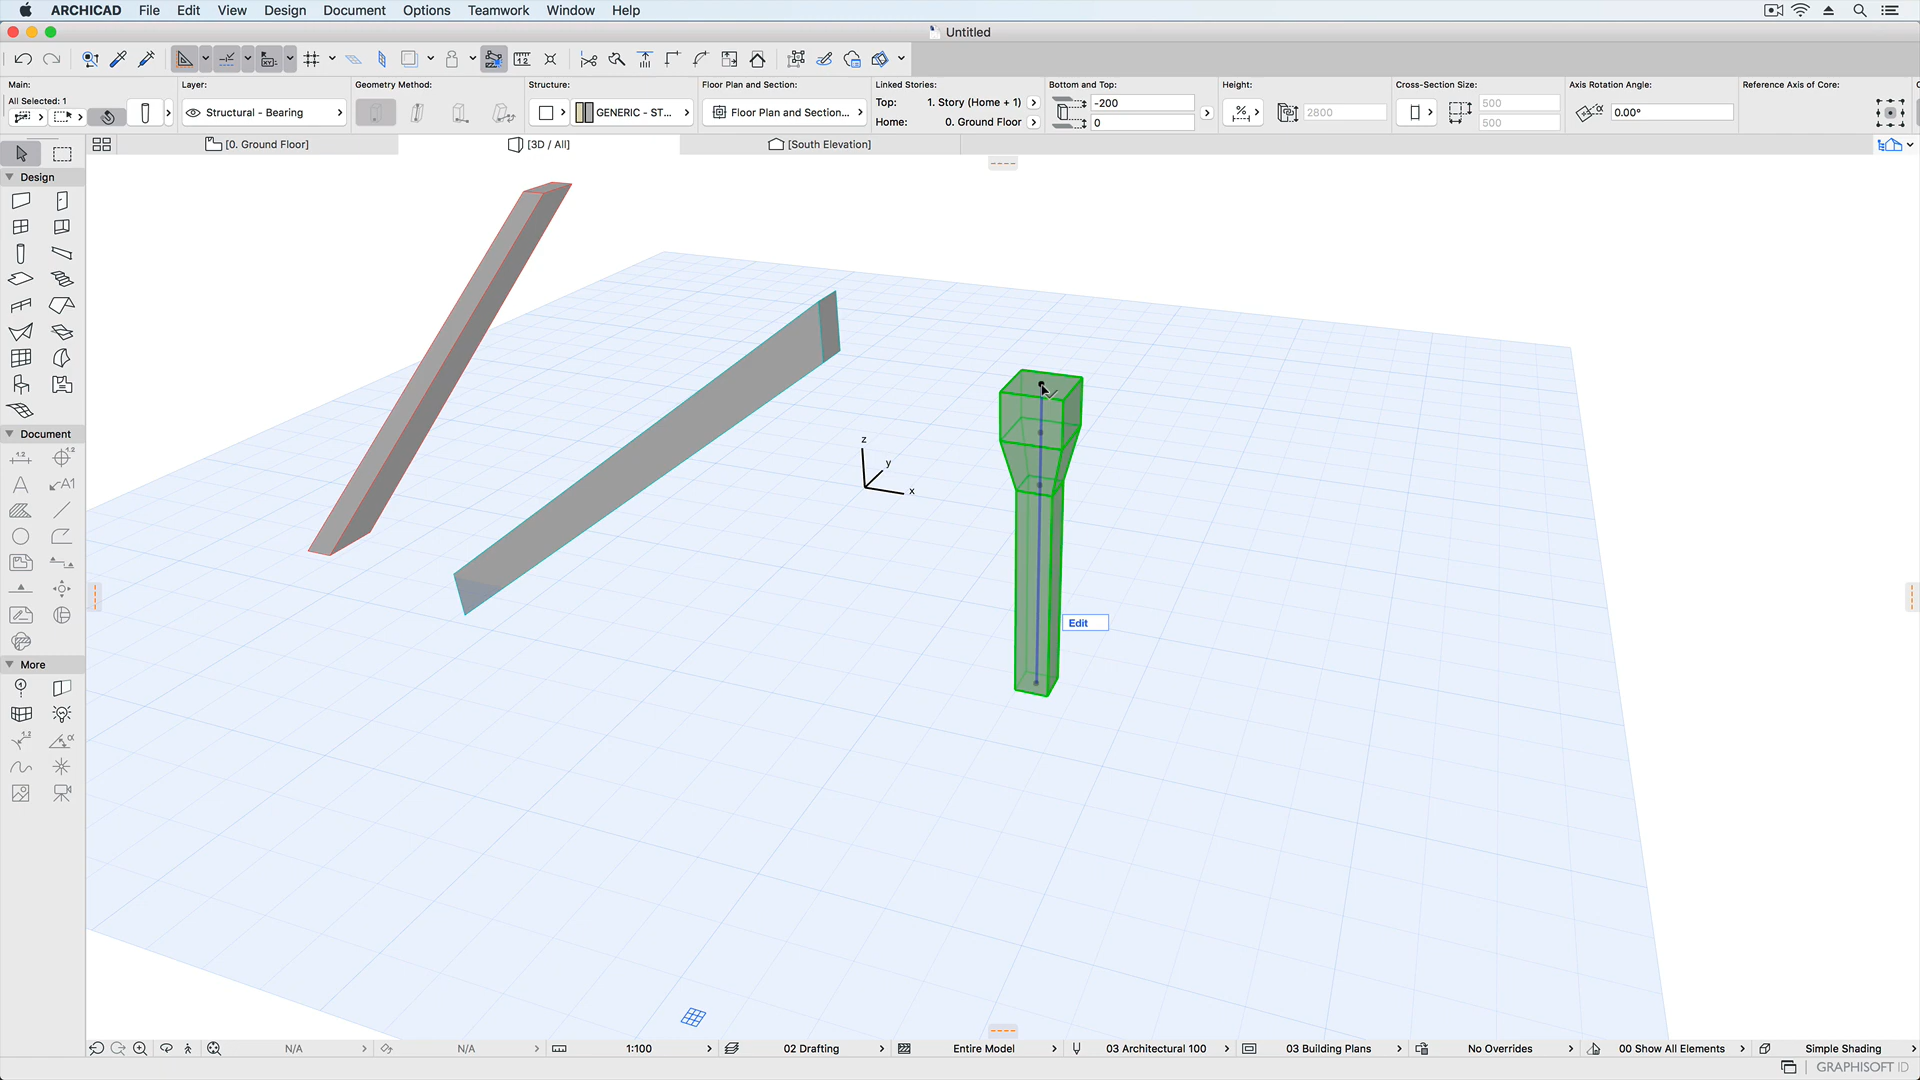 ARCHICAD File Edit View Design Document Options Teamwork Window Help
Untitled
Main:
All Selected: 1
Layer:
Structural - Bearing
Geometry Method:
Structure:
GENERIC - ST...
Floor Plan and Section:
Floor Plan and Section...
Linked Stories:
Top: 1. Story (Home + 1)
Home: 0. Ground Floor
Bottom and Top:
-200
0
Height:
2800
Cross-Section Size:
500
500
Axis Rotation Angle:
0.00°
Reference Axis of Core:
[0. Ground Floor]
[3D / All]
[South Elevation]
Design
Document
More
z
y
x
Edit
N/A
N/A
1:100
02 Drafting
Entire Model
03 Architectural 100
03 Building Plans
No Overrides
00 Show All Elements
Simple Shading
GRAPHISOFT ID